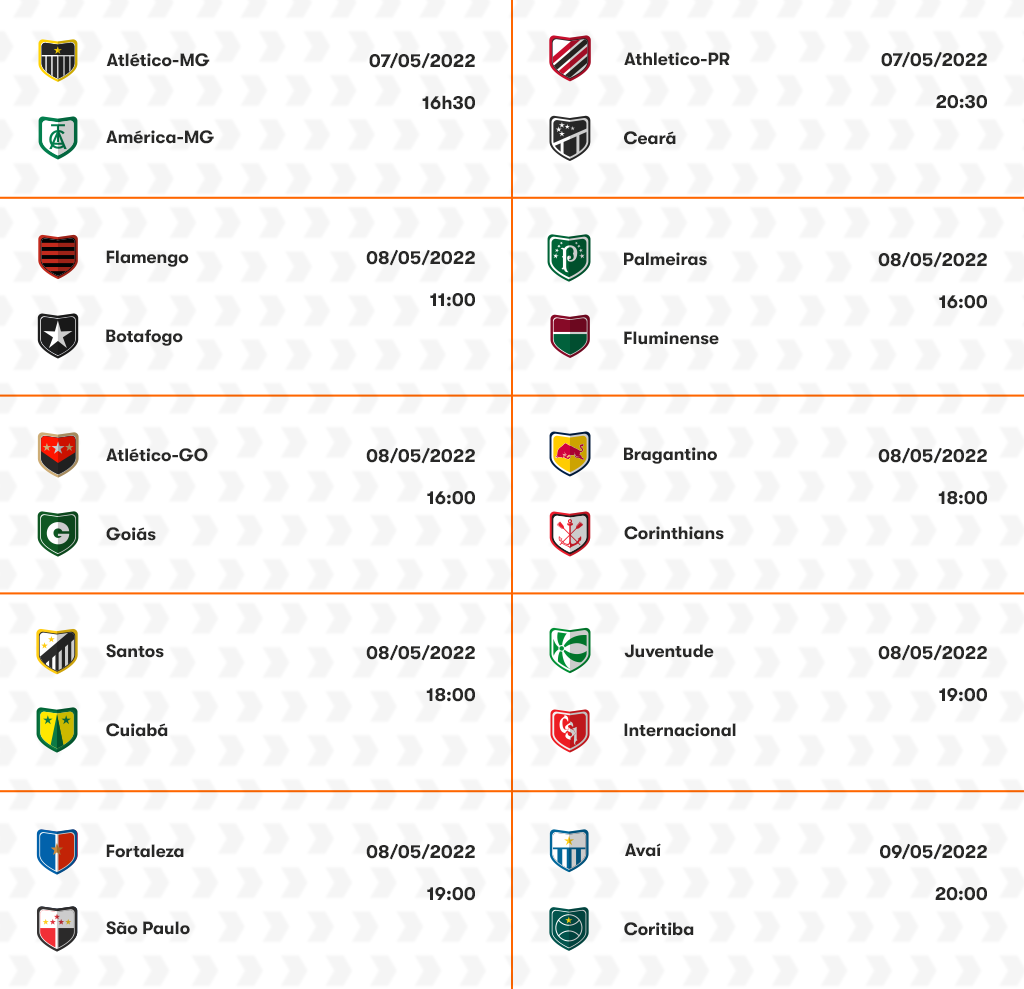 Atlético-MG
07/05/2022
16h30
América-MG
Athletico-PR
07/05/2022
20:30
Ceará
Flamengo
08/05/2022
11:00
Botafogo
Palmeiras
08/05/2022
16:00
Fluminense
Atlético-GO
08/05/2022
16:00
Goiás
Bragantino
08/05/2022
18:00
Corinthians
Santos
08/05/2022
18:00
Cuiabá
Juventude
08/05/2022
19:00
Internacional
Fortaleza
08/05/2022
19:00
São Paulo
Avaí
09/05/2022
20:00
Coritiba